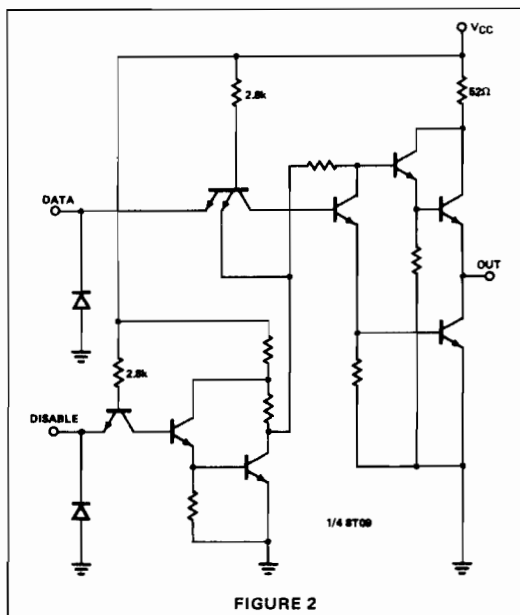 VCC
52Ω
2.8k
DATA
OUT
2.8k
DISABLE
1/4 8T09
FIGURE 2